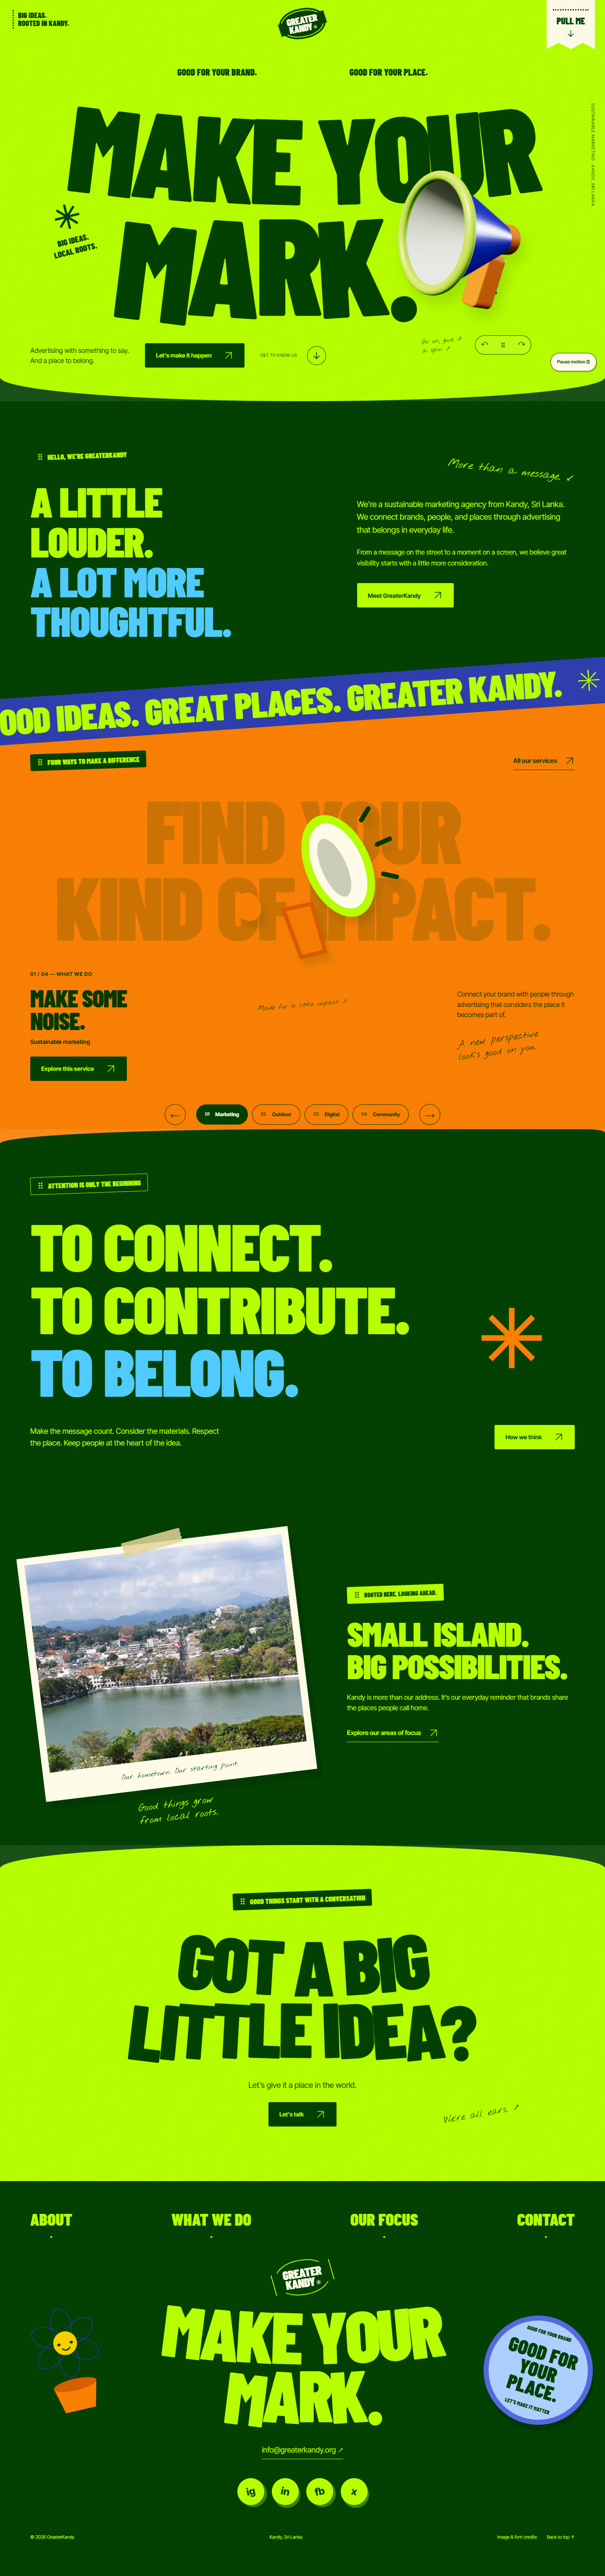 BIG IDEAS.
ROOTED IN KANDY.
GREATER
KANDY
PULL ME
GOOD FOR YOUR BRAND.
GOOD FOR YOUR PLACE.
SUSTAINABLE MARKETING · KANDY, SRI LANKA
MAKE YOUR
MARK.
BIG IDEAS.
LOCAL ROOTS.
Advertising with something to say.
And a place to belong.
Let's make it happen
GET TO KNOW US
Go on, give it
a spin ↗
Pause motion
HELLO, WE'RE GREATERKANDY
A LITTLE
LOUDER.
A LOT MORE
THOUGHTFUL.
More than a message. ↙
We're a sustainable marketing agency from Kandy, Sri Lanka.
We connect brands, people, and places through advertising
that belongs in everyday life.
From a message on the street to a moment on a screen, we believe great
visibility starts with a little more consideration.
Meet GreaterKandy
OOD IDEAS. GREAT PLACES. GREATER KANDY.
FOUR WAYS TO MAKE A DIFFERENCE
All our services
FIND YOUR
KIND OF IMPACT.
01 / 04 — WHAT WE DO
MAKE SOME
NOISE.
Sustainable marketing
Explore this service
Move for a little impact ↗
Connect your brand with people through
advertising that considers the place it
becomes part of.
A new perspective
looks good on you.
01 Marketing
02 Outdoor
03 Digital
04 Community
ATTENTION IS ONLY THE BEGINNING
TO CONNECT.
TO CONTRIBUTE.
TO BELONG.
Make the message count. Consider the materials. Respect
the place. Keep people at the heart of the idea.
How we think
Our hometown. Our starting point.
Good things grow
from local roots.
ROOTED HERE. LOOKING AHEAD.
SMALL ISLAND.
BIG POSSIBILITIES.
Kandy is more than our address. It's our everyday reminder that brands share
the places people call home.
Explore our areas of focus
GOOD THINGS START WITH A CONVERSATION
GOT A BIG
LITTLE IDEA?
Let's give it a place in the world.
Let's talk
We're all ears. ↗
ABOUT
WHAT WE DO
OUR FOCUS
CONTACT
GREATER
KANDY
MAKE YOUR
MARK.
GOOD FOR YOUR BRAND
GOOD FOR
YOUR
PLACE.
LET'S MAKE IT MATTER
info@greaterkandy.org ↗
ig
in
fb
x
© 2026 GreaterKandy
Kandy, Sri Lanka
Image & font credits
Back to top ↑